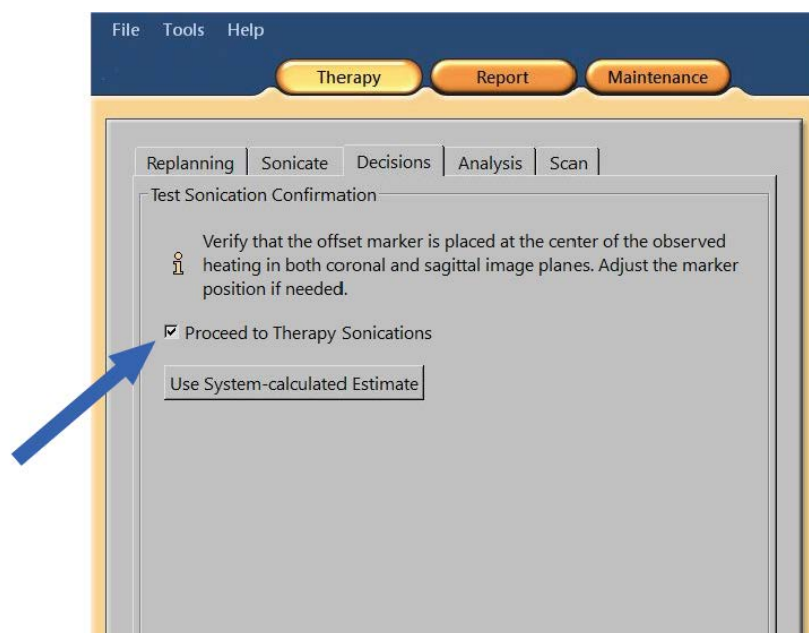 File Tools Help
Therapy Report Maintenance
Replanning Sonicate Decisions Analysis Scan
Test Sonication Confirmation
Verify that the offset marker is placed at the center of the observed
heating in both coronal and sagittal image planes. Adjust the marker
position if needed.
Proceed to Therapy Sonications
Use System-calculated Estimate